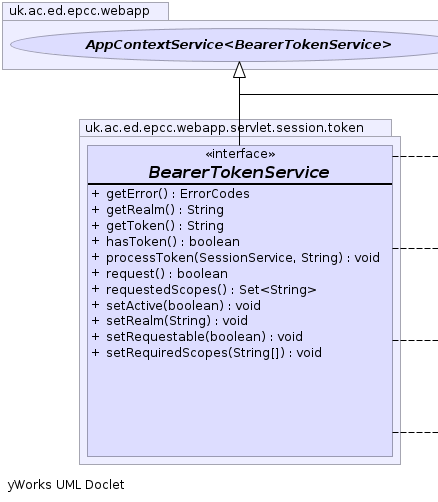 uk.ac.ed.epcc.webapp
AppContextService<BearerTokenService>
uk.ac.ed.epcc.webapp.servlet.session.token
«interface»
BearerTokenService
+ getError() : ErrorCodes
+ getRealm() : String
+ getToken() : String
+ hasToken() : boolean
+ processToken(SessionService, String) : void
+ request() : boolean
+ requestedScopes() : Set<String>
+ setActive(boolean) : void
+ setRealm(String) : void
+ setRequestable(boolean) : void
+ setRequiredScopes(String[]) : void
yWorks UML Doclet